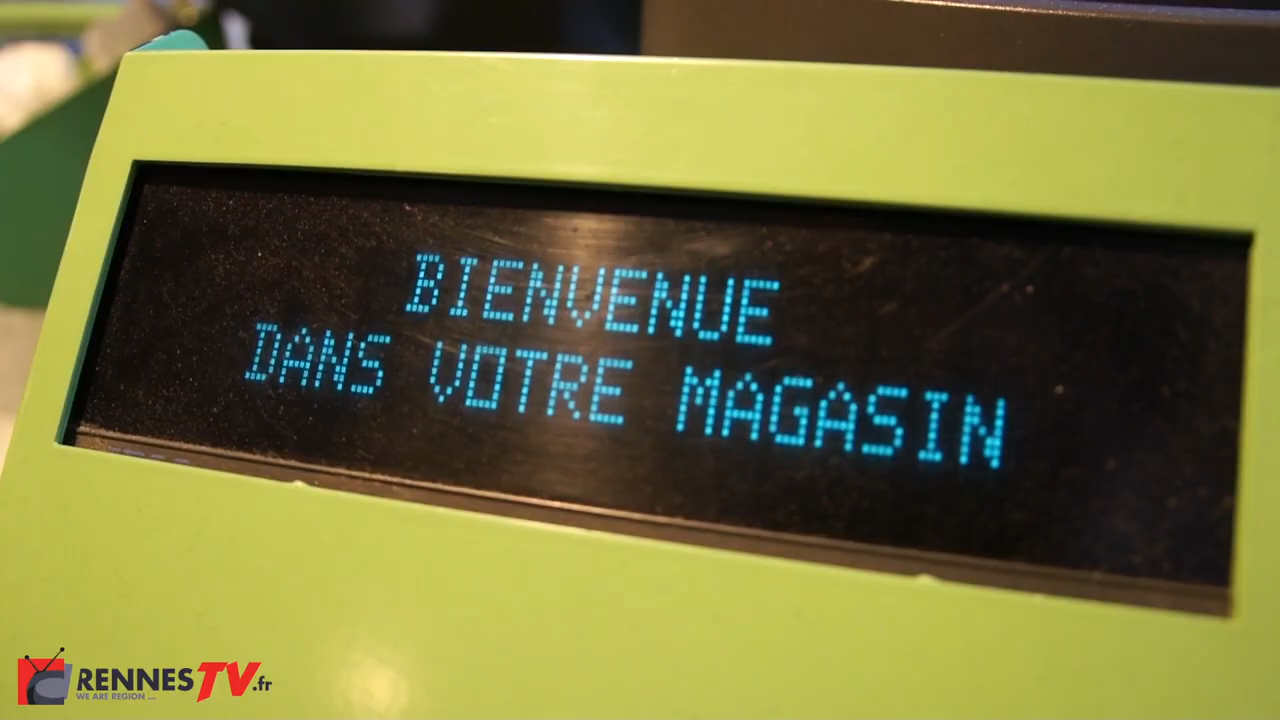 BIENVENUE
DANS VOTRE MAGASIN
RENNES TV.fr
WE ARE REGION ...